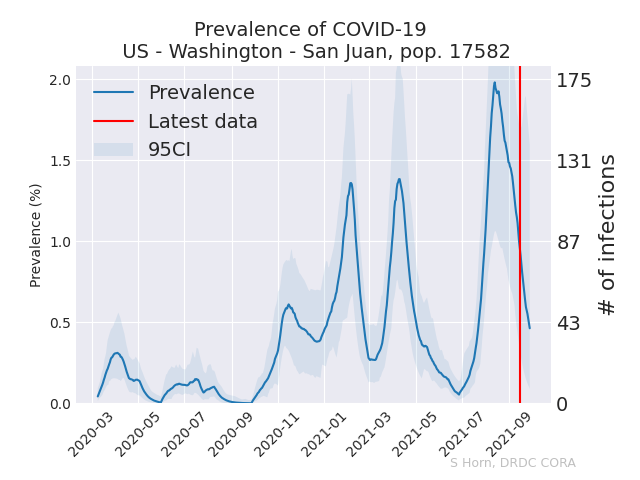 Prevalence of COVID-19
US - Washington - San Juan, pop. 17582
Prevalence
Latest data
95CI
Prevalence (%)
2.0
1.5
1.0
0.5
0.0
175
131
87
43
0
# of infections
2020-03
2020-05
2020-07
2020-09
2020-11
2021-01
2021-03
2021-05
2021-07
2021-09
S Horn, DRDC CORA